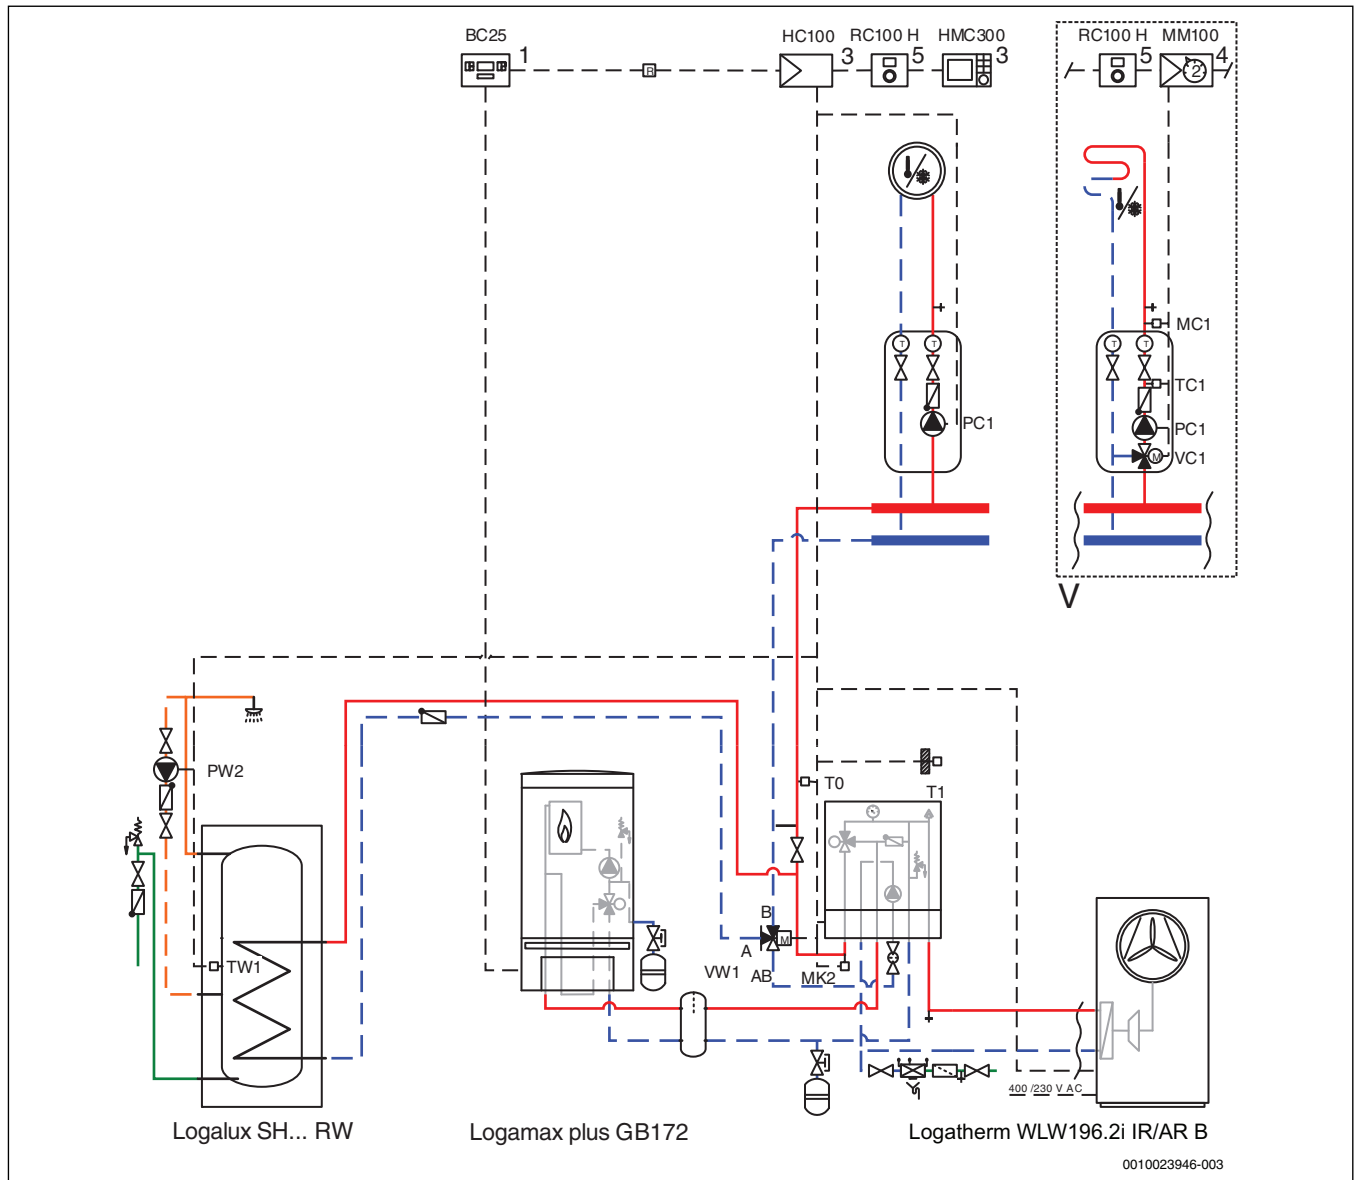 BC25 1
R
HC100 3
RC100 H 5
HMC300 3
RC100 H 5
MM100 4
2
T T
PC1
T T
MC1
TC1
PC1
M
VC1
V
PW2
T0
T1
B
A
M
VW1
AB
MK2
TW1
400 /230 V AC
Logalux SH... RW
Logamax plus GB172
Logatherm WLW196.2i IR/AR B
0010023946-003